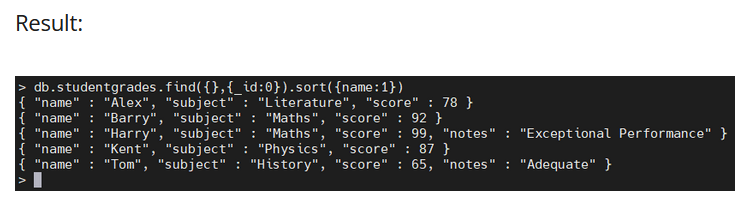 Result:
> db.studentgrades.find({},{_id:0}).sort({name:1})
{ "name" : "Alex", "subject" : "Literature", "score" : 78 }
{ "name" : "Barry", "subject" : "Maths", "score" : 92 }
{ "name" : "Harry", "subject" : "Maths", "score" : 99, "notes" : "Exceptional Performance" }
{ "name" : "Kent", "subject" : "Physics", "score" : 87 }
{ "name" : "Tom", "subject" : "History", "score" : 65, "notes" : "Adequate" }
>